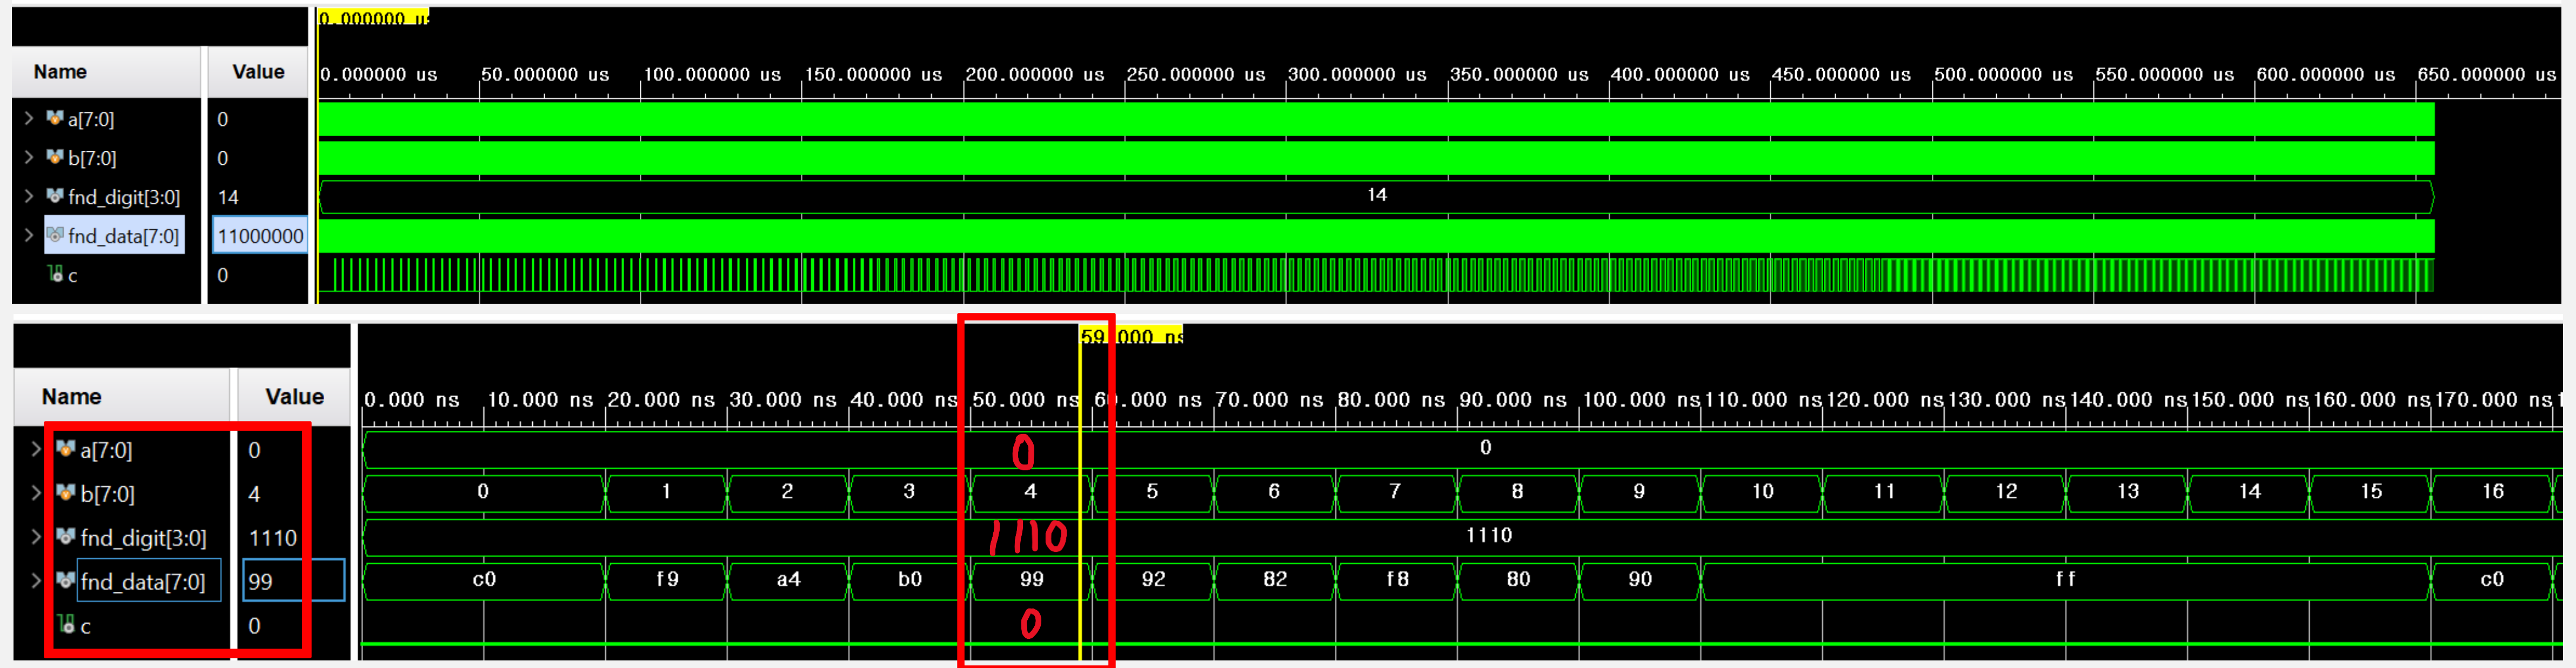 0.000000 us
Name Value 0.000000 us 50.000000 us 100.000000 us 150.000000 us 200.000000 us 250.000000 us 300.000000 us 350.000000 us 400.000000 us 450.000000 us 500.000000 us 550.000000 us 600.000000 us 650.000000 us
a[7:0] 0
b[7:0] 0
fnd_digit[3:0] 14 14
fnd_data[7:0] 11000000
c 0
59.000 ns
Name Value 0.000 ns 10.000 ns 20.000 ns 30.000 ns 40.000 ns 50.000 ns 60.000 ns 70.000 ns 80.000 ns 90.000 ns 100.000 ns 110.000 ns 120.000 ns 130.000 ns 140.000 ns 150.000 ns 160.000 ns 170.000 ns 1
a[7:0] 0 0 0
b[7:0] 4 0 1 2 3 4 5 6 7 8 9 10 11 12 13 14 15 16
fnd_digit[3:0] 1110 1110 1110
fnd_data[7:0] 99 c0 f9 a4 b0 99 92 82 f8 80 90 ff c0
c 0 0